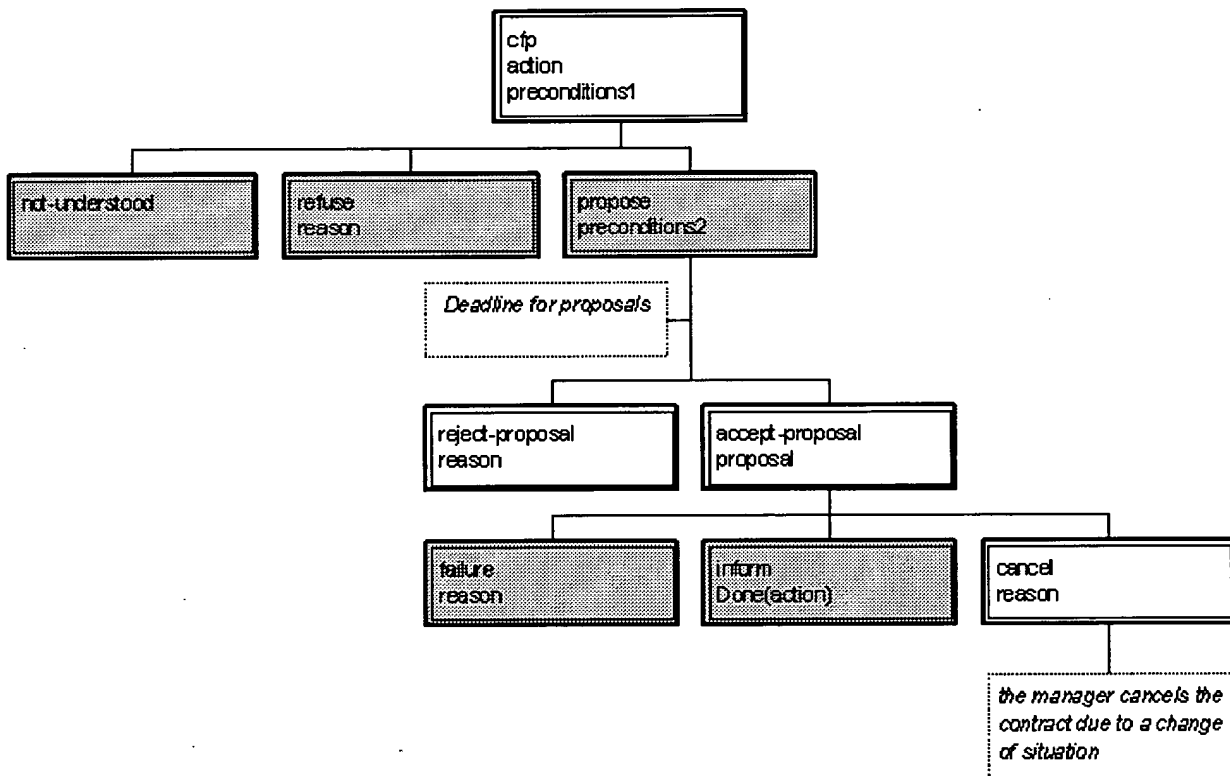 cfp
action
preconditions1
not-understood
refuse
reason
propose
preconditions2
Deadline for proposals
reject-proposal
reason
accept-proposal
proposal
failure
reason
inform
Done(action)
cancel
reason
the manager cancels the
contract due to a change
of situation